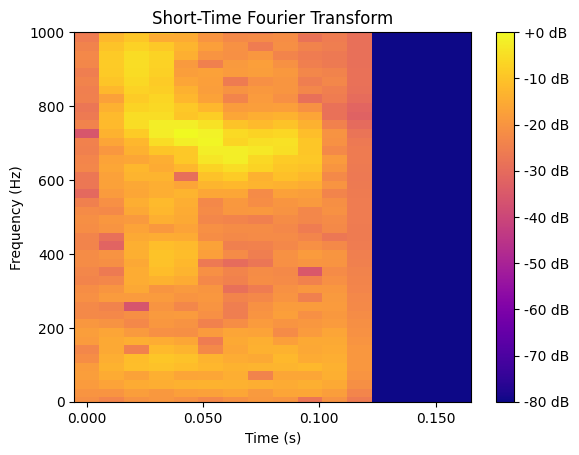 Short-Time Fourier Transform
1000
800
600
400
200
0
Frequency (Hz)
0.000
0.050
0.100
0.150
Time (s)
+0 dB
-10 dB
-20 dB
-30 dB
-40 dB
-50 dB
-60 dB
-70 dB
-80 dB